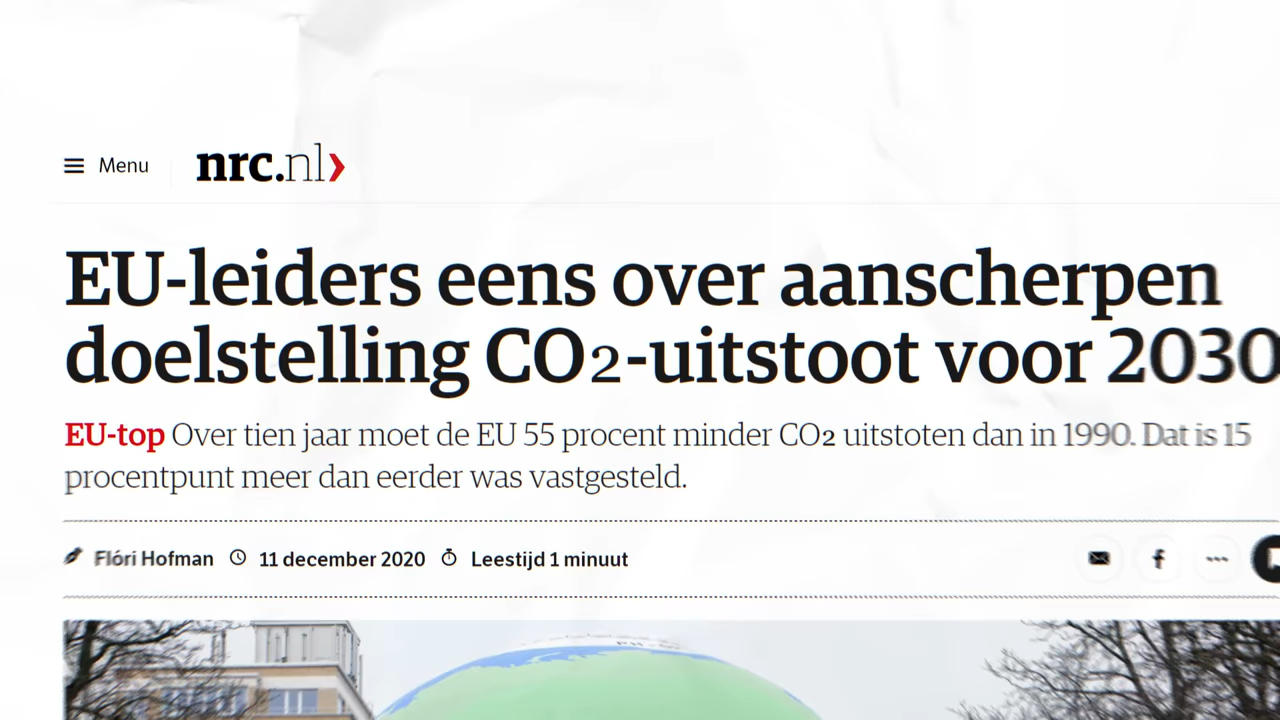 Menu
nrc.nl
EU-leiders eens over aanscherpen
doelstelling CO2-uitstoot voor 2030
EU-top Over tien jaar moet de EU 55 procent minder CO2 uitstoten dan in 1990. Dat is 15
procentpunt meer dan eerder was vastgesteld.
Flóri Hofman 11 december 2020 Leestijd 1 minuut